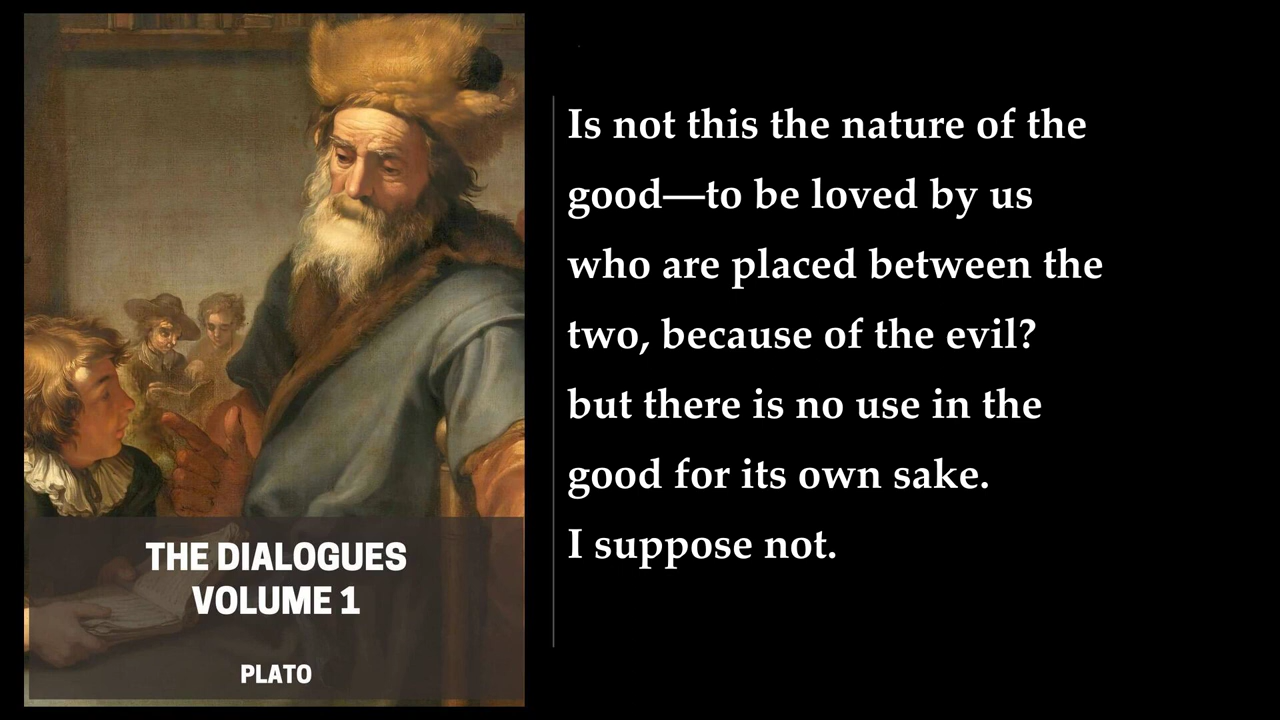 THE DIALOGUES
VOLUME 1
PLATO
Is not this the nature of the
good—to be loved by us
who are placed between the
two, because of the evil?
but there is no use in the
good for its own sake.
I suppose not.